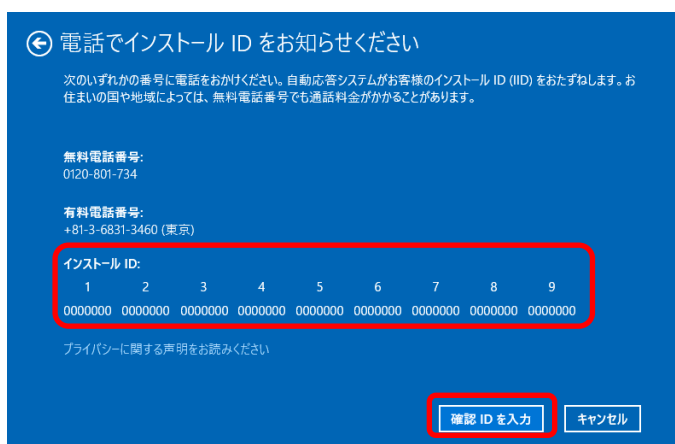 電話でインストール ID をお知らせください
次のいずれかの番号に電話をおかけください。自動応答システムがお客様のインストール ID (IID) をおたずねします。お
住まいの国や地域によっては、無料電話番号でも通話料金がかかることがあります。
無料電話番号:
0120-801-734
有料電話番号:
+81-3-6831-3460 (東京)
インストール ID:
1 2 3 4 5 6 7 8 9
0000000 0000000 0000000 0000000 0000000 0000000 0000000 0000000 0000000
プライバシーに関する声明をお読みください
確認 ID を入力 キャンセル